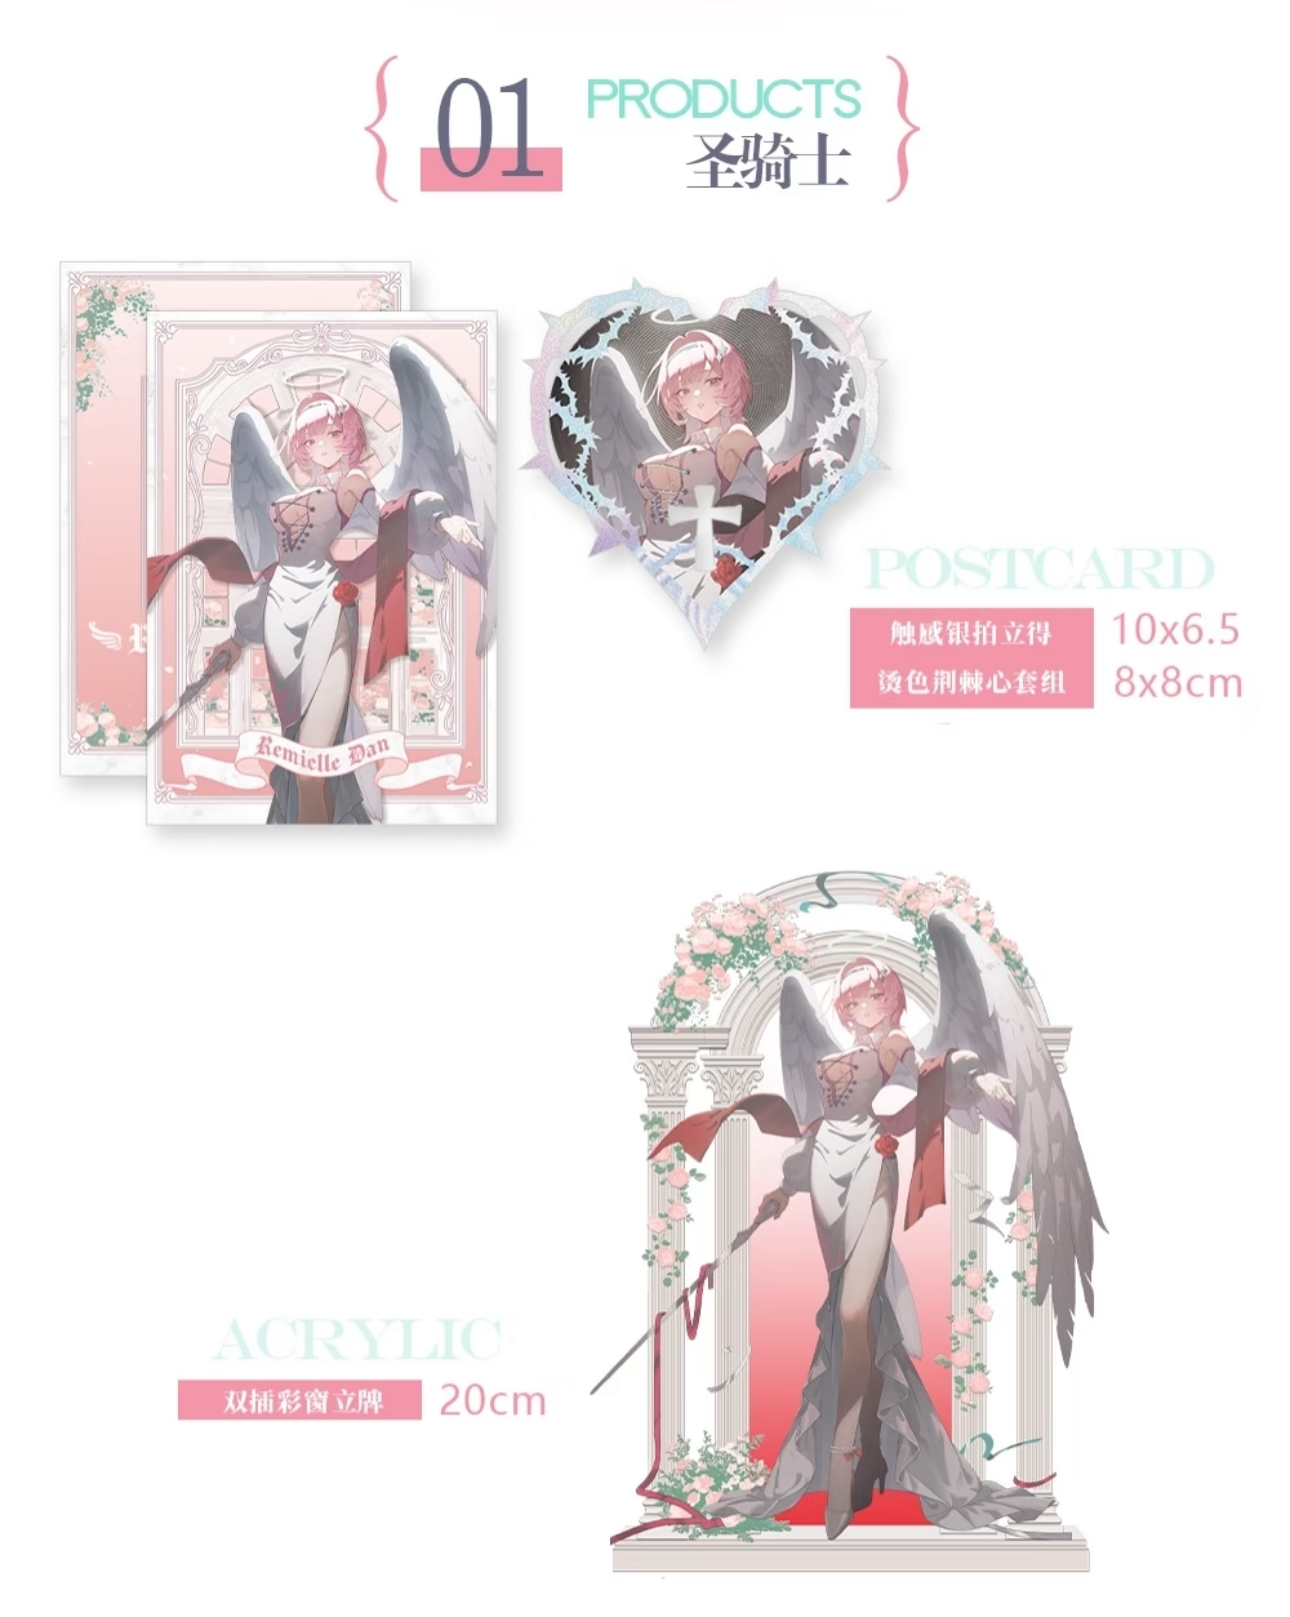 01
PRODUCTS
圣骑士
Remielle Dan
POSTCARD
触感银拍立得 10x6.5
烫色荆棘心套组 8x8cm
ACRYLIC
双插彩窗立牌 20cm